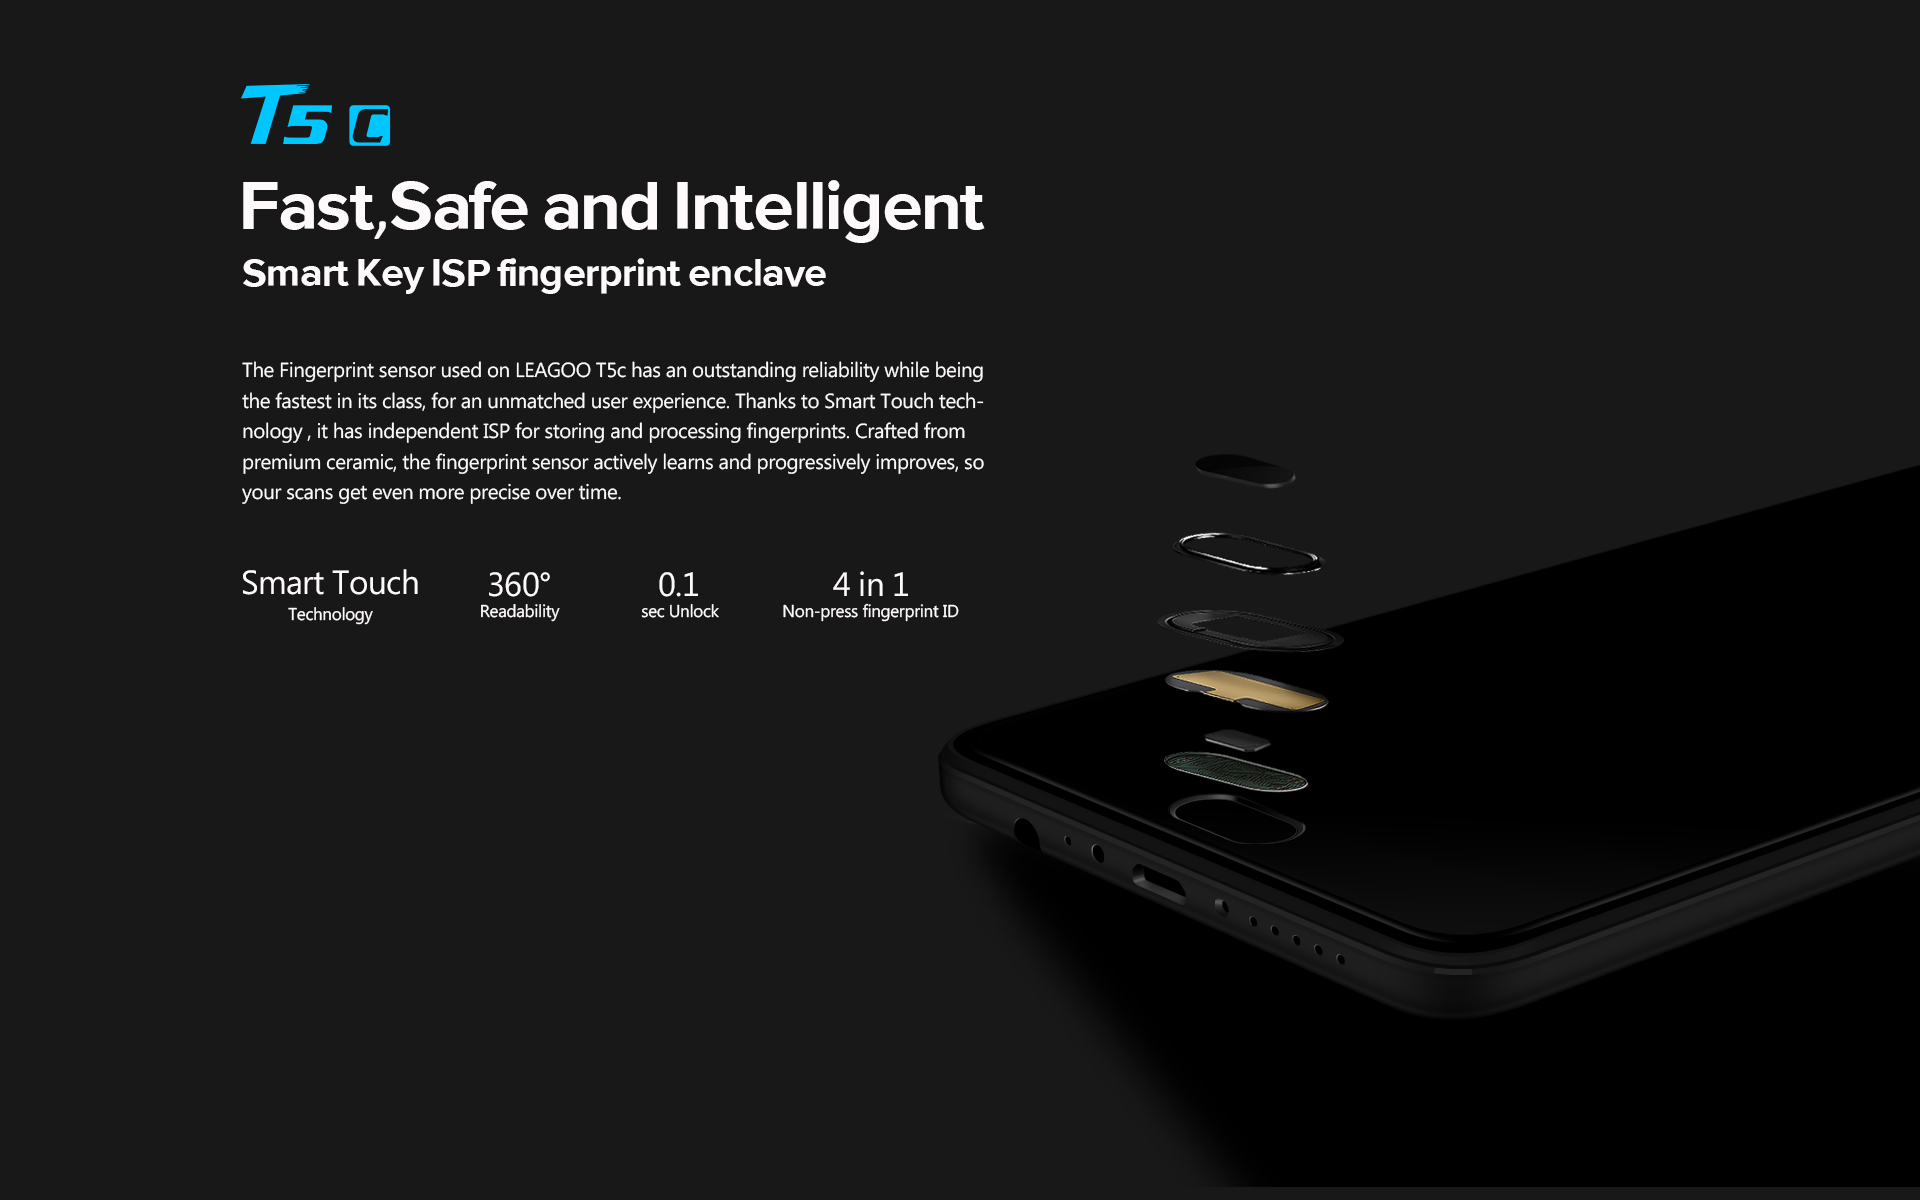 T5 C
Fast,Safe and Intelligent
Smart Key ISP fingerprint enclave
The Fingerprint sensor used on LEAGOO T5c has an outstanding reliability while being
the fastest in its class, for an unmatched user experience. Thanks to Smart Touch tech-
nology , it has independent ISP for storing and processing fingerprints. Crafted from
premium ceramic, the fingerprint sensor actively learns and progressively improves, so
your scans get even more precise over time.
Smart Touch
Technology
360°
Readability
0.1
sec Unlock
4 in 1
Non-press fingerprint ID